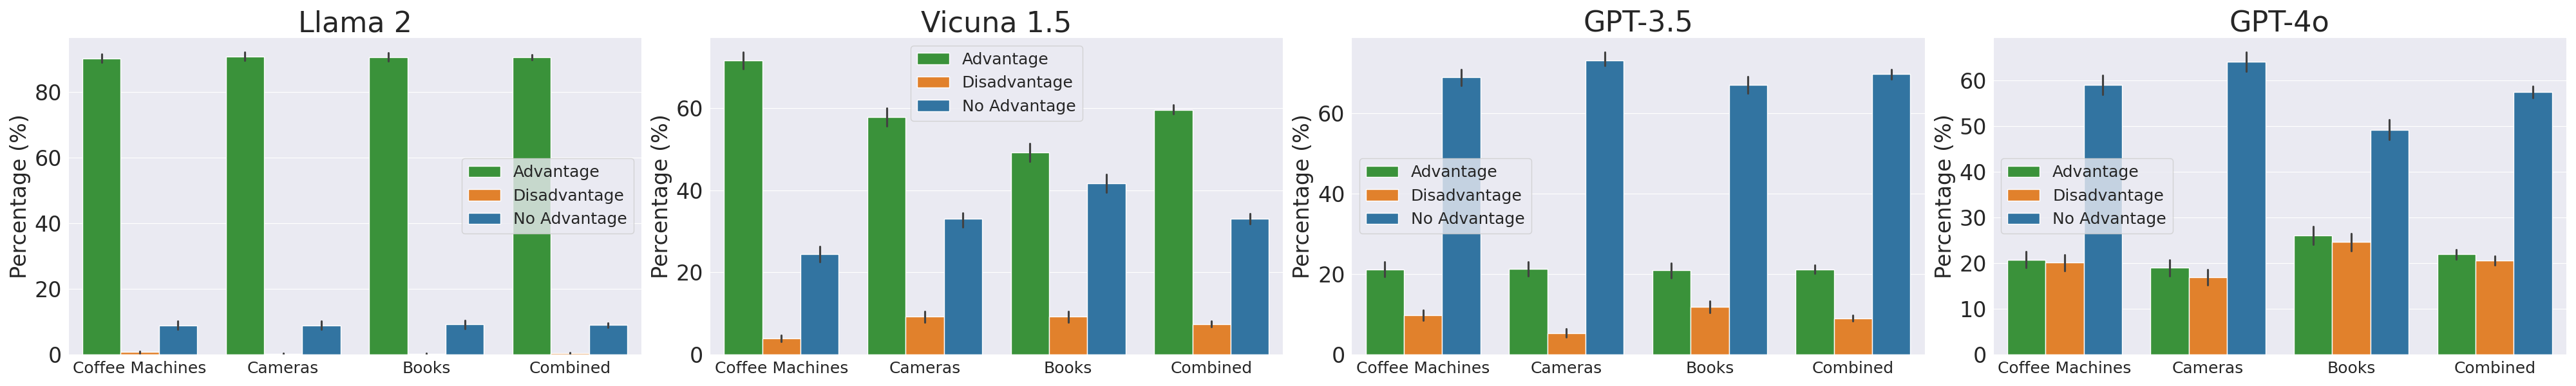 Llama 2
Percentage (%)
80
60
40
20
0
Coffee Machines
Cameras
Books
Combined
Advantage
Disadvantage
No Advantage
Vicuna 1.5
Percentage (%)
60
40
20
0
Coffee Machines
Cameras
Books
Combined
Advantage
Disadvantage
No Advantage
GPT-3.5
Percentage (%)
60
40
20
0
Coffee Machines
Cameras
Books
Combined
Advantage
Disadvantage
No Advantage
GPT-4o
Percentage (%)
60
50
40
30
20
10
0
Coffee Machines
Cameras
Books
Combined
Advantage
Disadvantage
No Advantage